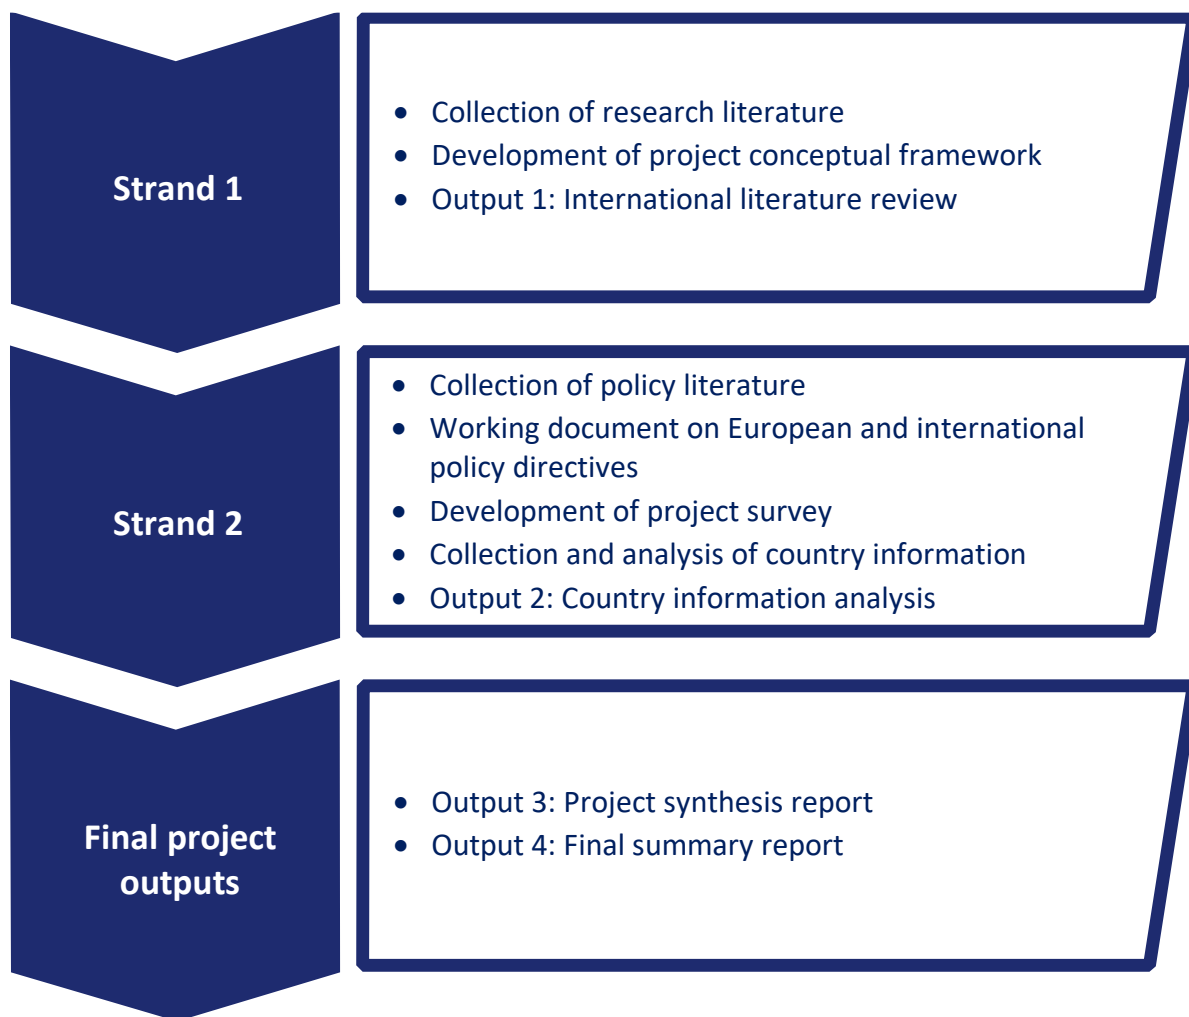 Strand 1
• Collection of research literature
• Development of project conceptual framework
• Output 1: International literature review
Strand 2
• Collection of policy literature
• Working document on European and international
policy directives
• Development of project survey
• Collection and analysis of country information
• Output 2: Country information analysis
Final project
outputs
• Output 3: Project synthesis report
• Output 4: Final summary report